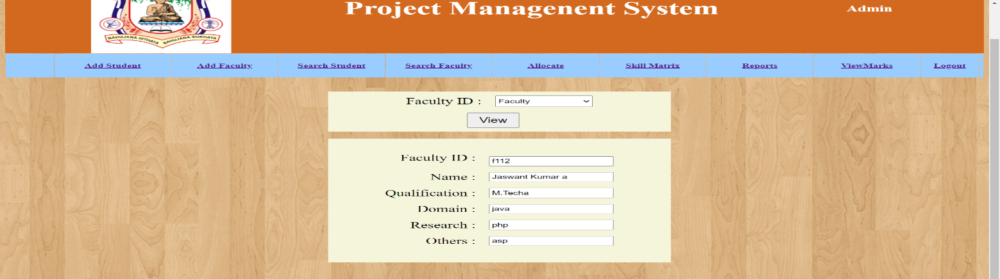 Project Managenent System
Admin
BAHUJANA HITHAYA BAHUJANA SUKHAYA
Add Student Add Faculty Search Student Search Faculty Allocate Skill Matrix Reports ViewMarks Logout
Faculty ID : Faculty
View
Faculty ID : f112
Name : Jaswant Kumar a
Qualification : M.Techa
Domain : java
Research : php
Others : asp